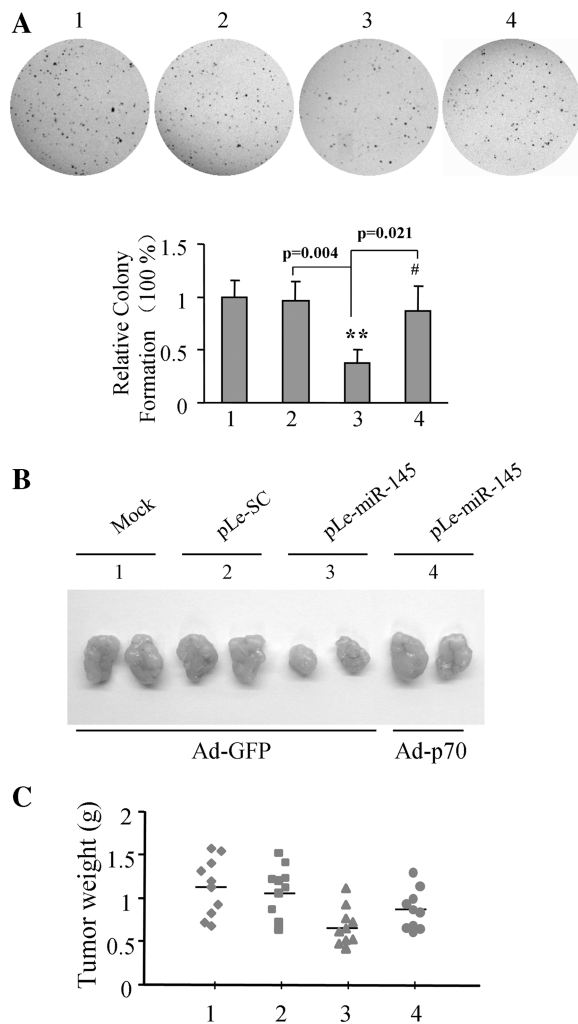 A
1 2 3 4
Relative Colony
Formation (100 %)
1.5
1
0.5
0
p=0.004
p=0.021
**
#
1 2 3 4
B
Mock pLe-SC pLe-miR-145 pLe-miR-145
1 2 3 4
Ad-GFP Ad-p70
C
Tumor weight (g)
2
1.5
1
0.5
0
1 2 3 4